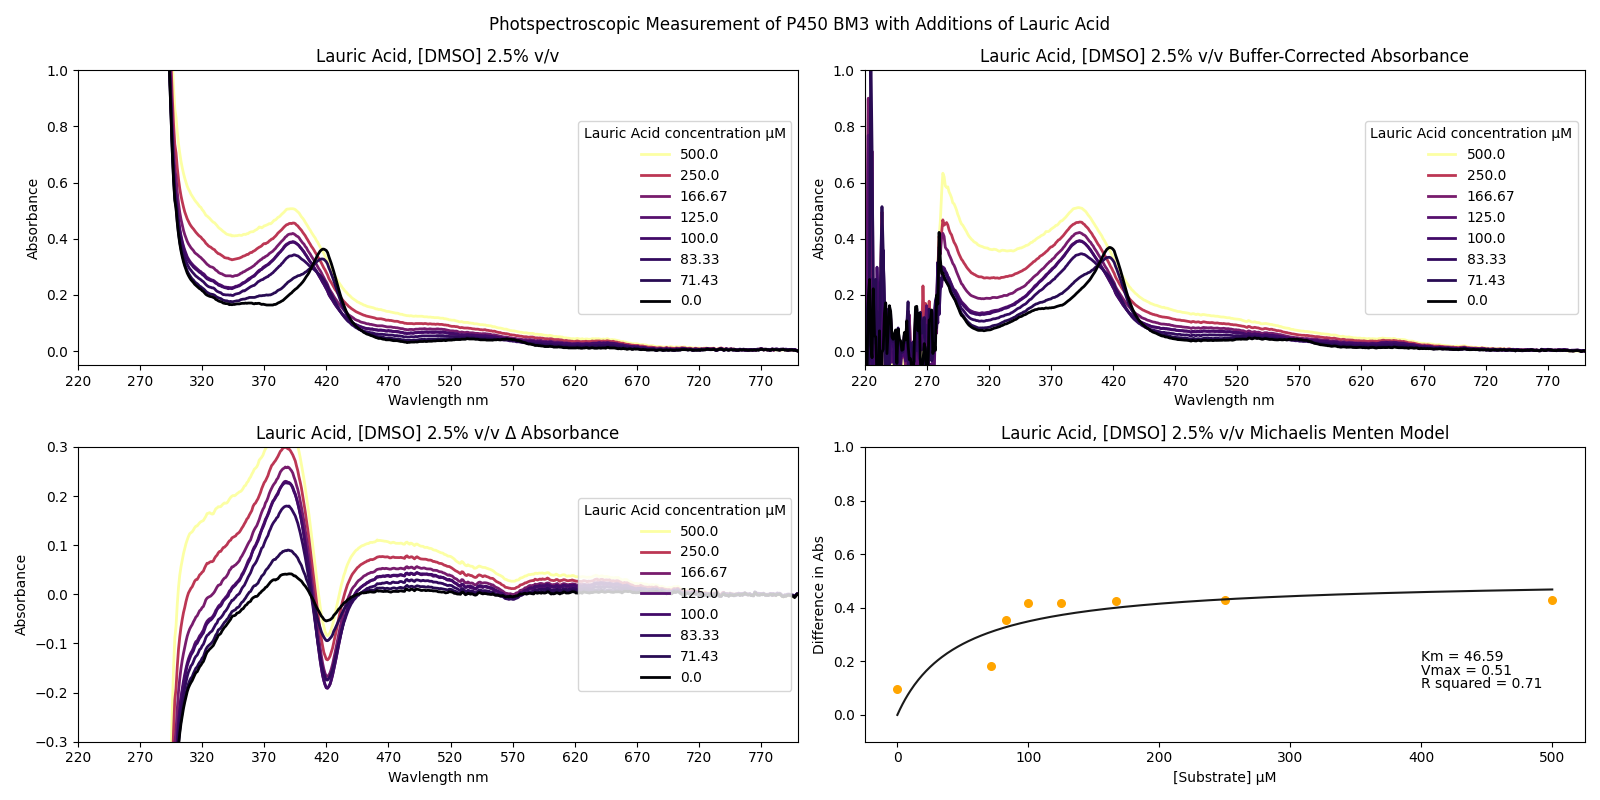 Photspectroscopic Measurement of P450 BM3 with Additions of Lauric Acid
Lauric Acid, [DMSO] 2.5% v/v
1.0
0.8
0.6
0.4
0.2
0.0
Absorbance
220 270 320 370 420 470 520 570 620 670 720 770
Wavlength nm
Lauric Acid concentration μM
500.0
250.0
166.67
125.0
100.0
83.33
71.43
0.0
Lauric Acid, [DMSO] 2.5% v/v Buffer-Corrected Absorbance
1.0
0.8
0.6
0.4
0.2
0.0
Absorbance
220 270 320 370 420 470 520 570 620 670 720 770
Wavlength nm
Lauric Acid concentration μM
500.0
250.0
166.67
125.0
100.0
83.33
71.43
0.0
Lauric Acid, [DMSO] 2.5% v/v Δ Absorbance
0.3
0.2
0.1
0.0
−0.1
−0.2
−0.3
Absorbance
220 270 320 370 420 470 520 570 620 670 720 770
Wavlength nm
Lauric Acid concentration μM
500.0
250.0
166.67
125.0
100.0
83.33
71.43
0.0
Lauric Acid, [DMSO] 2.5% v/v Michaelis Menten Model
1.0
0.8
0.6
0.4
0.2
0.0
Difference in Abs
0 100 200 300 400 500
[Substrate] μM
Km = 46.59
Vmax = 0.51
R squared = 0.71